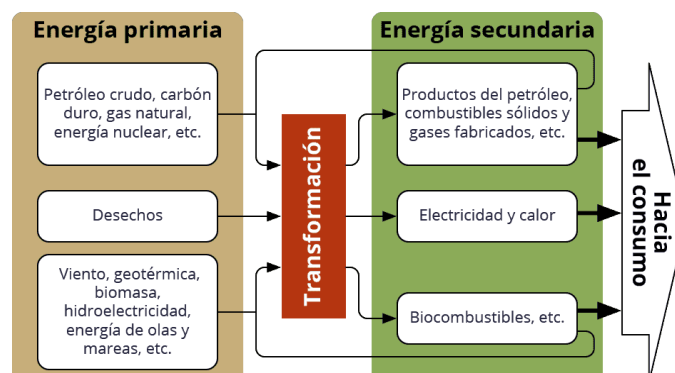 Energía primaria
Petróleo crudo, carbón
duro, gas natural,
energía nuclear, etc.
Desechos
Viento, geotérmica,
biomasa,
hidroelectricidad,
energía de olas y
mareas, etc.
Transformación
Energía secundaria
Productos del petróleo,
combustibles sólidos y
gases fabricados, etc.
Electricidad y calor
Biocombustibles, etc.
Hacia
el consumo